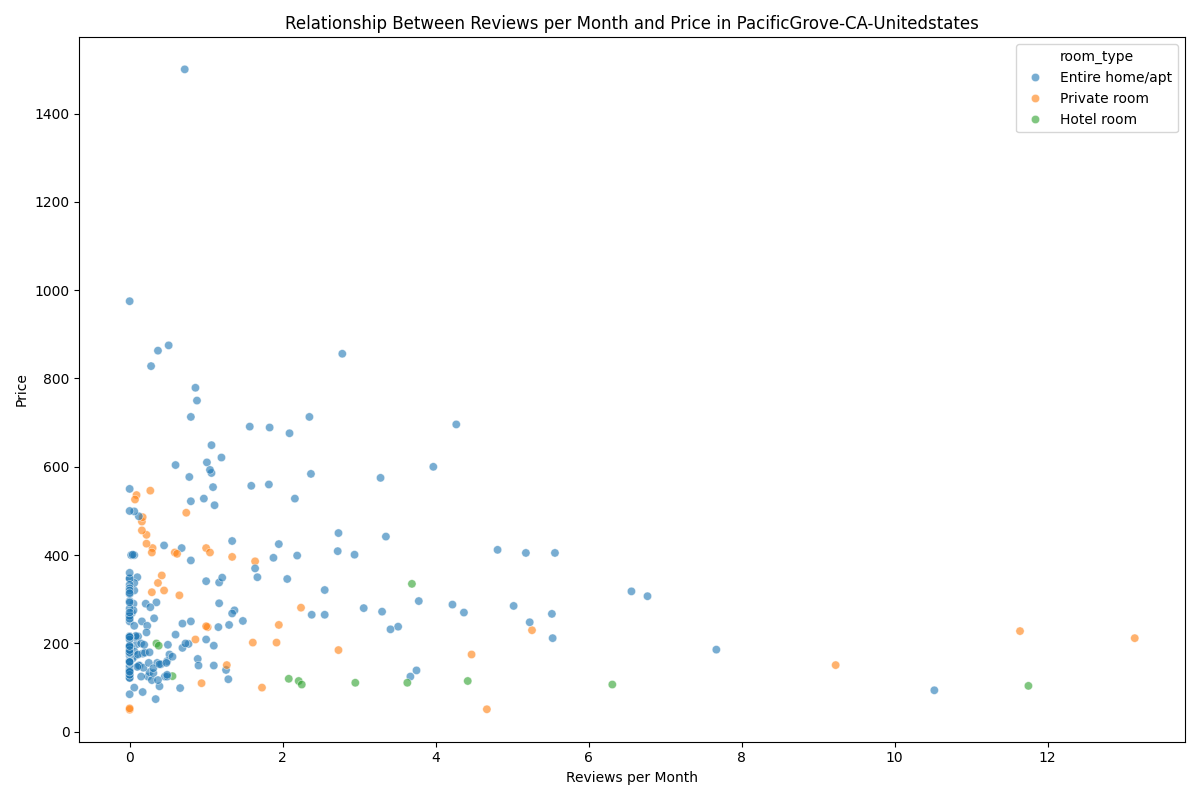 Relationship Between Reviews per Month and Price in PacificGrove-CA-Unitedstates
room_type
Entire home/apt
Private room
Hotel room
Price
1400
1200
1000
800
600
400
200
0
0 2 4 6 8 10 12
Reviews per Month